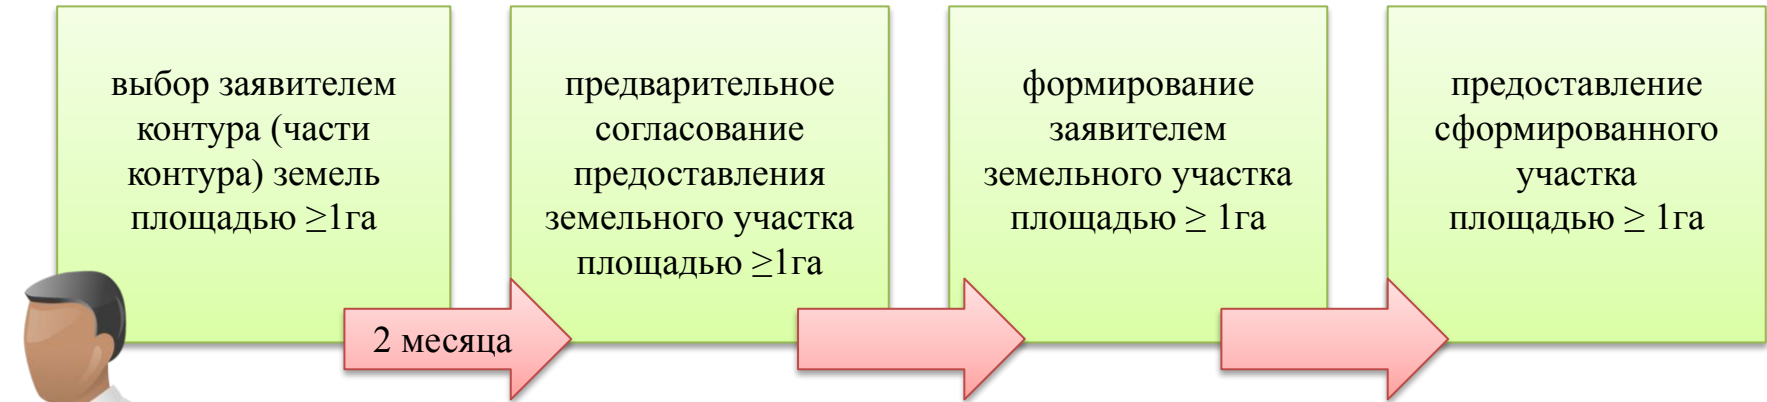 выбор заявителем
контура (части
контура) земель
площадью ≥1га
предварительное
согласование
предоставления
земельного участка
площадью ≥1га
формирование
заявителем
земельного участка
площадью ≥ 1га
предоставление
сформированного
участка
площадью ≥ 1га
2 месяца